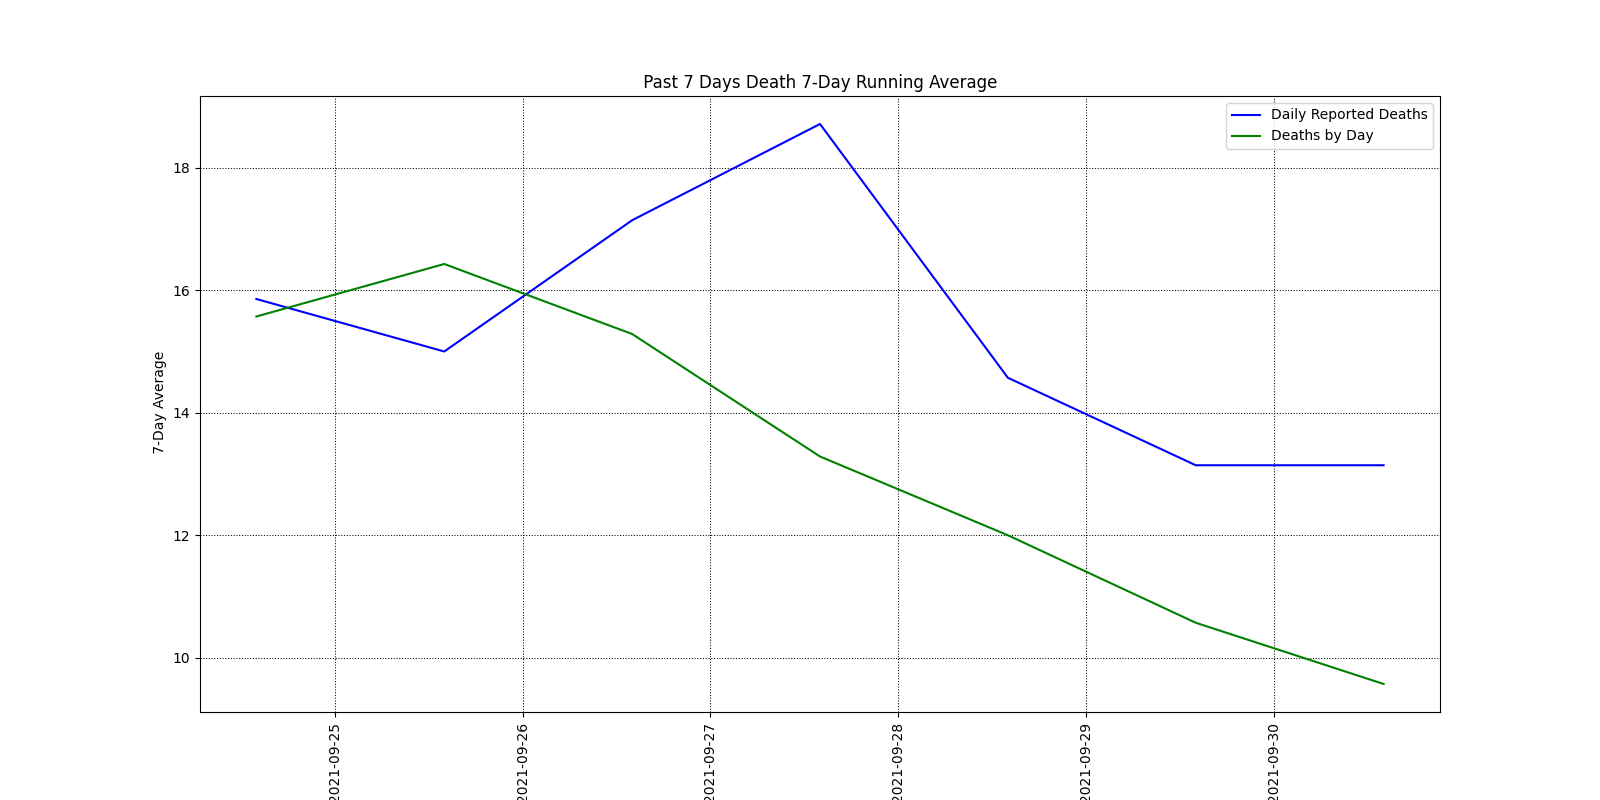 Past 7 Days Death 7-Day Running Average
Daily Reported Deaths
Deaths by Day
7-Day Average
18
16
14
12
10
2021-09-25
2021-09-26
2021-09-27
2021-09-28
2021-09-29
2021-09-30